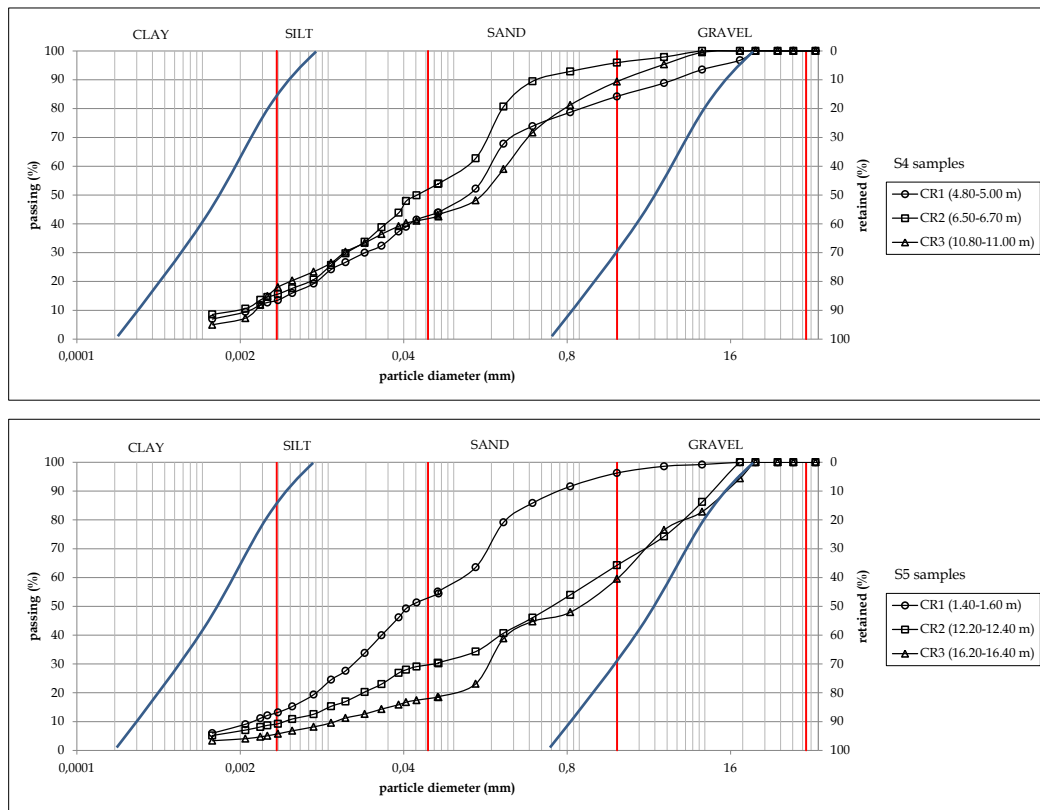 CLAY SILT SAND GRAVEL
100 0
90 10
80 20
70 30
60 40
50 50
40 60
30 70
20 80
10 90
0 100
passing (%)
retained (%)
0,0001 0,002 0,04 0,8 16
particle diameter (mm)
S4 samples
CR1 (4.80-5.00 m)
CR2 (6.50-6.70 m)
CR3 (10.80-11.00 m)
CLAY SILT SAND GRAVEL
100 0
90 10
80 20
70 30
60 40
50 50
40 60
30 70
20 80
10 90
0 100
passing (%)
retained (%)
0,0001 0,002 0,04 0,8 16
particle diemeter (mm)
S5 samples
CR1 (1.40-1.60 m)
CR2 (12.20-12.40 m)
CR3 (16.20-16.40 m)